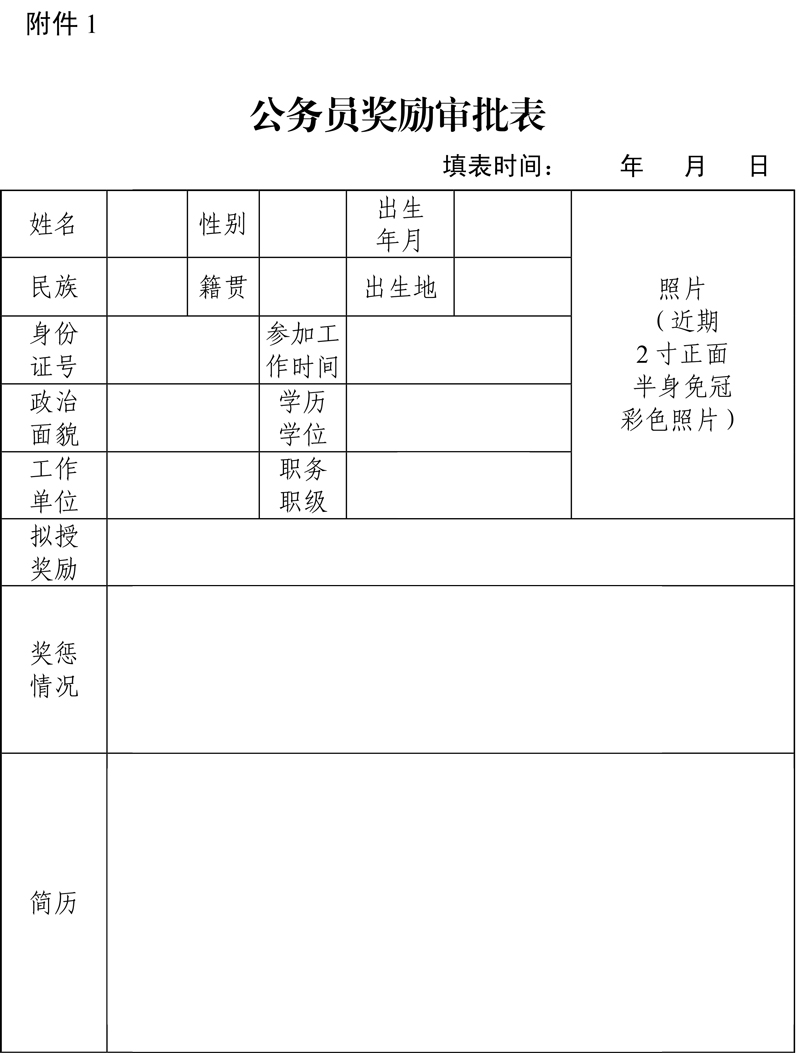 附件 1
公务员奖励审批表
填表时间： 年 月 日
姓名 性别 出生年月
民族 籍贯 出生地
身份证号 参加工作时间
政治面貌 学历学位
工作单位 职务职级
照片
（近期
2 寸正面
半身免冠
彩色照片）
拟授
奖励
奖惩
情况
简历